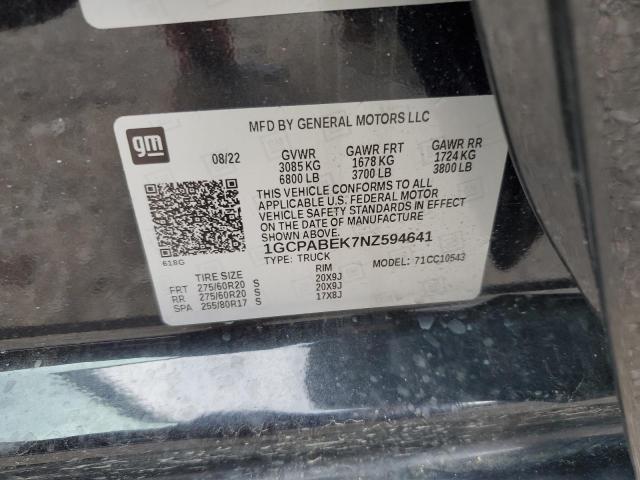 MFD BY GENERAL MOTORS LLC
gm
08/22 GVWR GAWR FRT GAWR RR
3085 KG 1678 KG 1724 KG
6800 LB 3700 LB 3800 LB
THIS VEHICLE CONFORMS TO ALL
APPLICABLE U.S. FEDERAL MOTOR
VEHICLE SAFETY STANDARDS IN EFFECT
ON THE DATE OF MANUFACTURE
SHOWN ABOVE.
1GCPABEK7NZ594641
618G
TYPE: TRUCK MODEL: 71CC10543
TIRE SIZE RIM
FRT 275/60R20 S 20X9J
RR 275/60R20 S 20X9J
SPA 255/80R17 S 17X8J